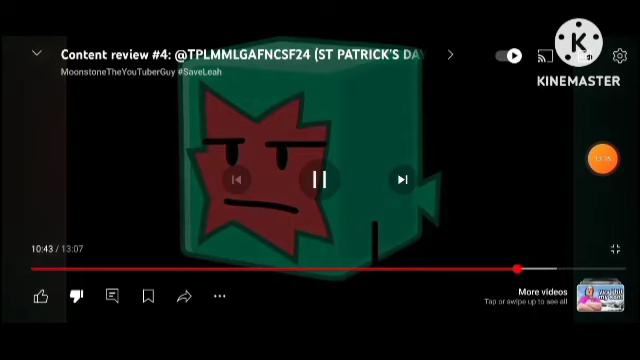 Content review #4: @TPLMMLGAFNCSF24 (ST PATRICK'S DAY
MoonstoneTheYouTuberGuy #SaveLeah
K
KINEMASTER
10:43 / 13:07
More videos
Tap or swipe up to see all